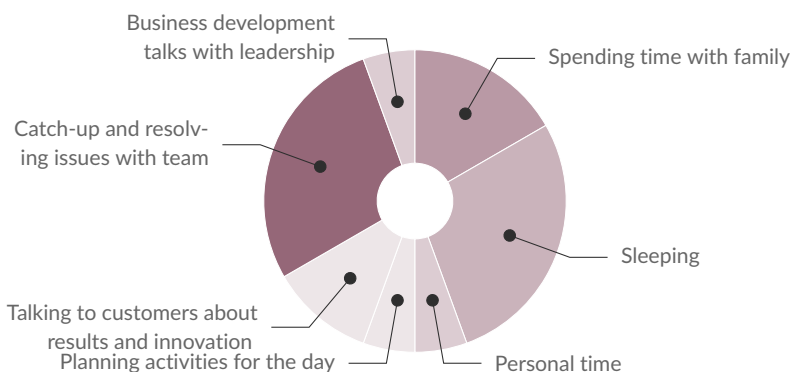 Business development
talks with leadership
Spending time with family
Catch-up and resolv-
ing issues with team
Sleeping
Talking to customers about
results and innovation
Planning activities for the day
Personal time